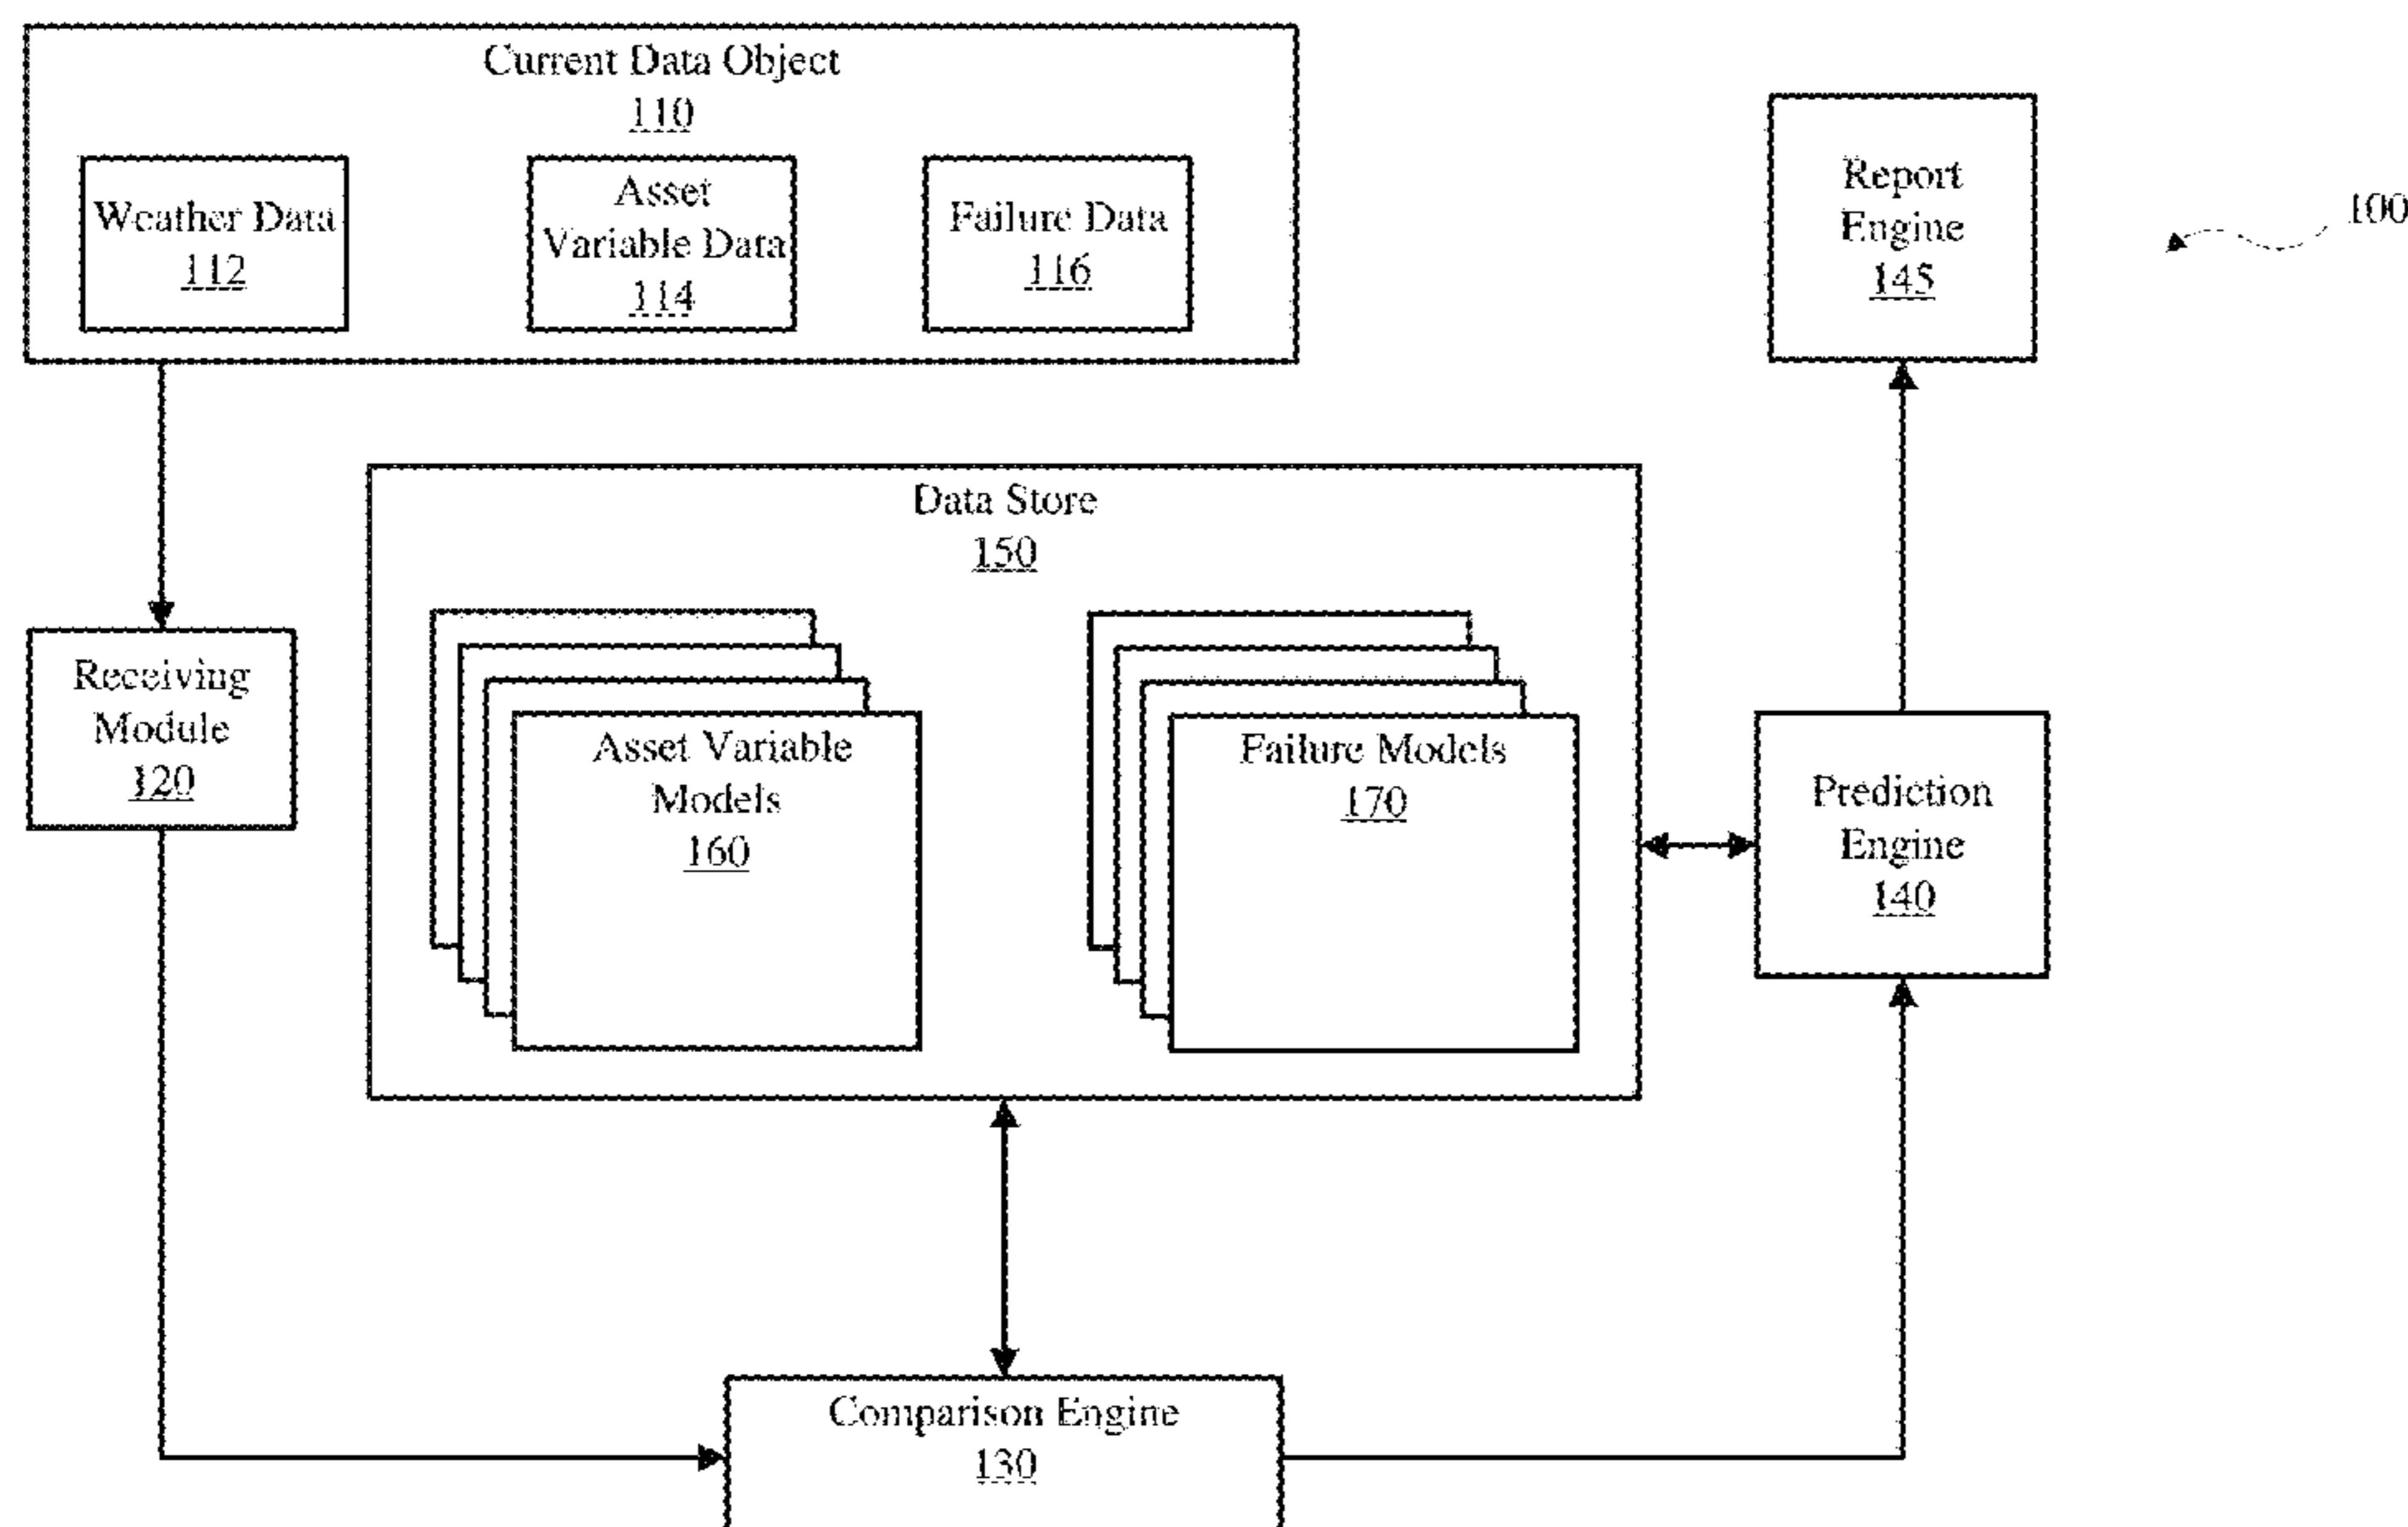 Current Data Object
110
Weather Data
112
Asset
Variable Data
114
Failure Data
116
Report
Engine
145
100
Data Store
150
Receiving
Module
120
Asset Variable
Models
160
Failure Models
170
Prediction
Engine
140
Comparison Engine
130